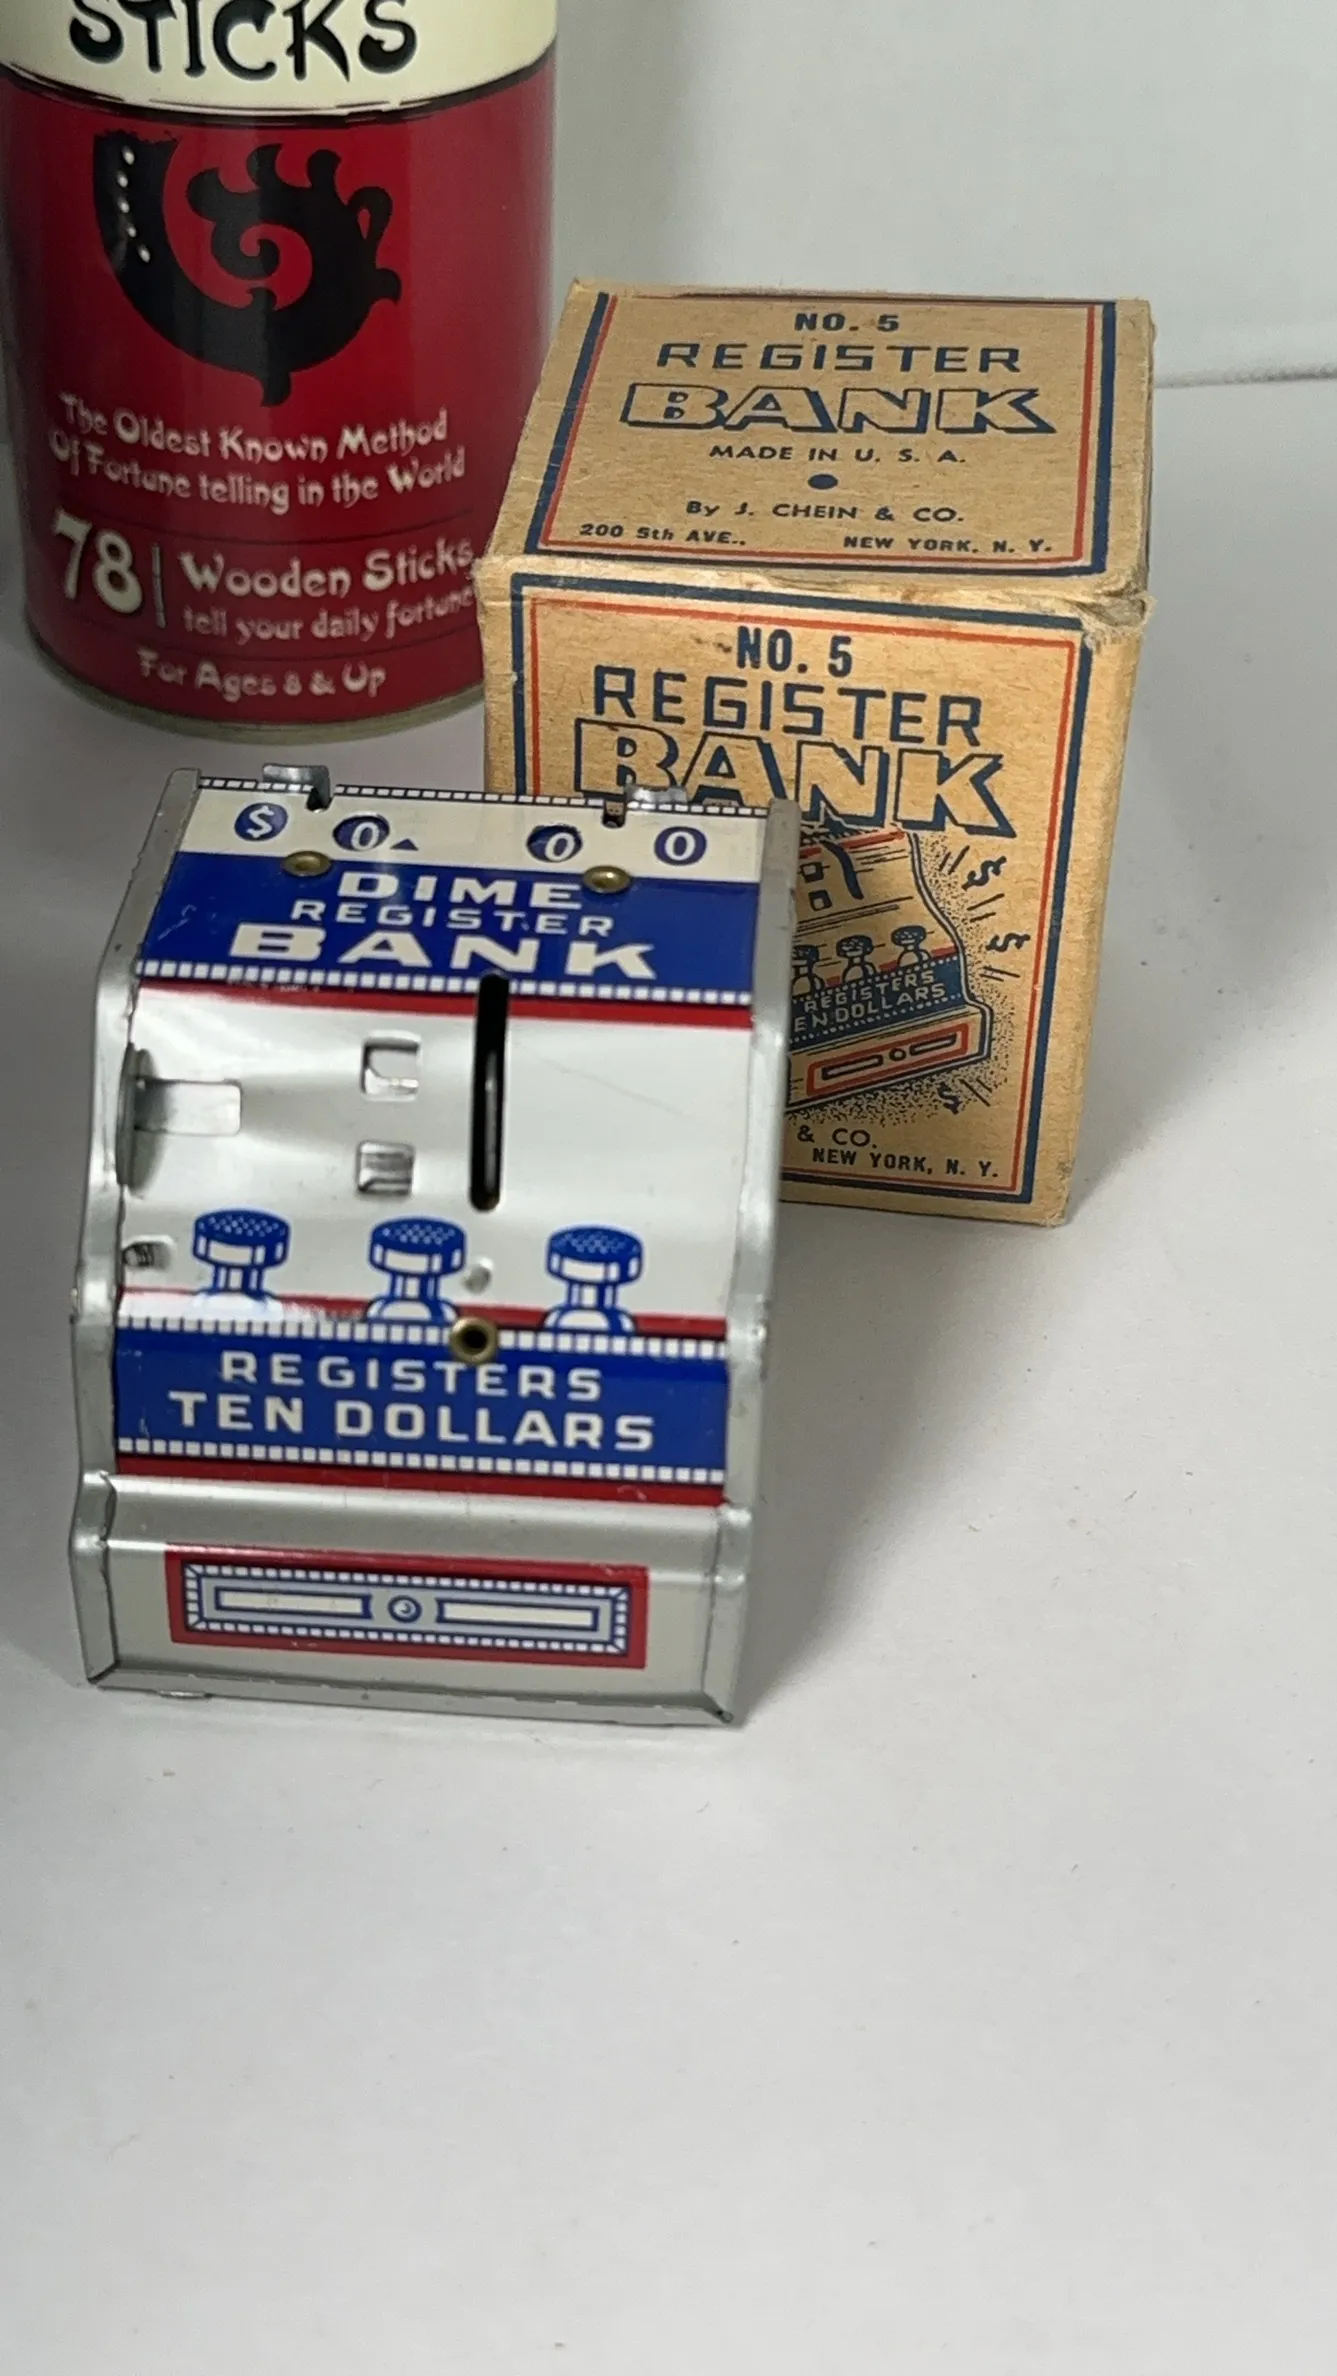 STICKS
The Oldest Known Method
Of Fortune telling in the World
78 Wooden Sticks
tell your daily fortune
For Ages 8 & Up
NO. 5
REGISTER
BANK
MADE IN U. S. A.
By J. CHEIN & CO.
200 5th AVE., NEW YORK, N. Y.
NO. 5
REGISTER
BANK
REGISTERS
TEN DOLLARS
& CO.
NEW YORK, N. Y.
$ 0 0 0
DIME
REGISTER
BANK
REGISTERS
TEN DOLLARS